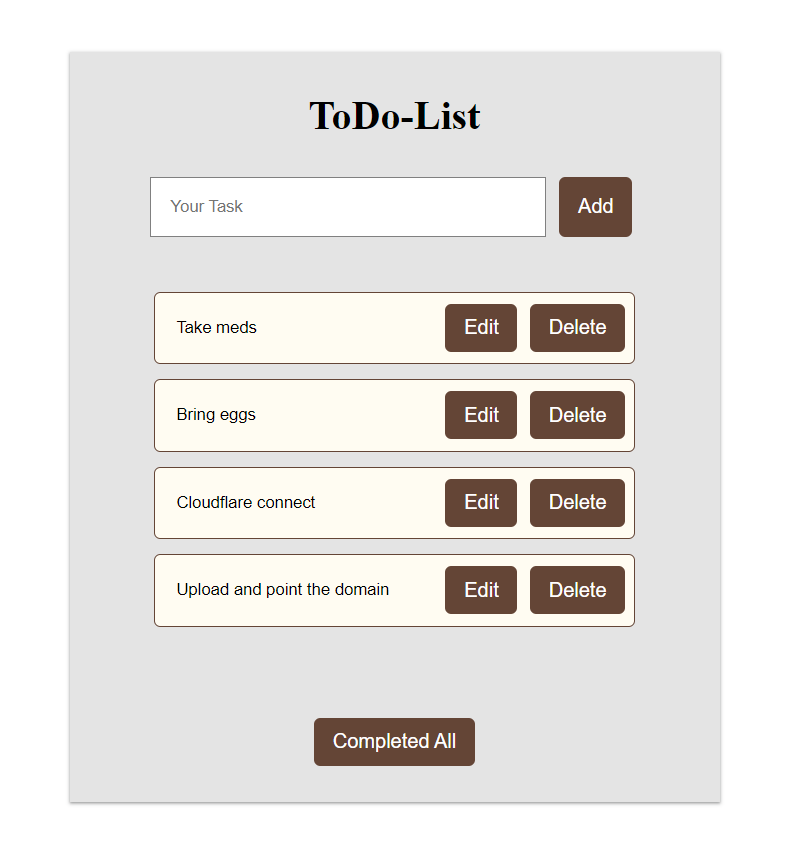 ToDo-List
Your Task
Add
Take meds Edit Delete
Bring eggs Edit Delete
Cloudflare connect Edit Delete
Upload and point the domain Edit Delete
Completed All